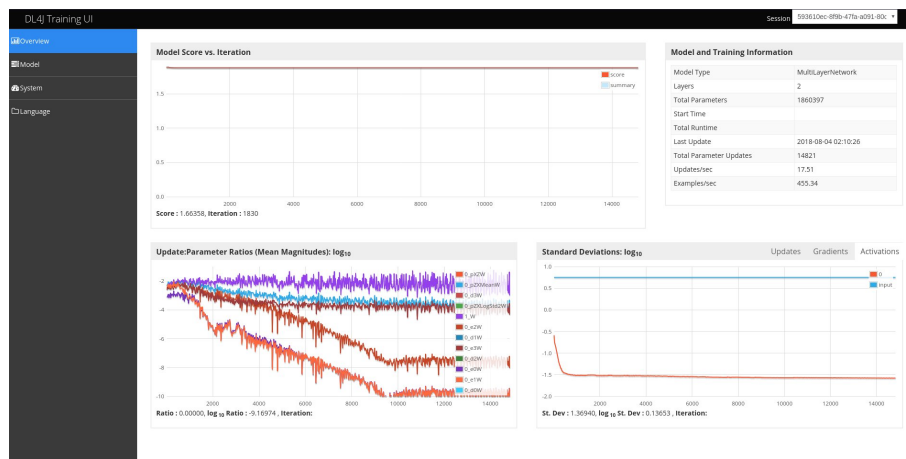 DL4J Training UI
Session 593610ec-8f9b-47fa-a091-80c
Overview
Model
System
Language
Model Score vs. Iteration
score
summary
1.5
1.0
0.5
0.0
2000 4000 6000 8000 10000 12000 14000
Score : 1.66358, Iteration : 1830
Model and Training Information
Model Type MultiLayerNetwork
Layers 2
Total Parameters 1860397
Start Time
Total Runtime
Last Update 2018-08-04 02:10:26
Total Parameter Updates 14821
Updates/sec 17.51
Examples/sec 455.34
Update:Parameter Ratios (Mean Magnitudes): log10
0_pXZW
0_pZXMeanW
0_d3W
0_pZXLogStd2W
1_W
0_e2W
0_d1W
0_e3W
0_d2W
0_e0W
0_e1W
0_d0W
-2
-4
-6
-8
-10
2000 4000 6000 8000 10000 12000 14000
Ratio : 0.00000, log 10 Ratio : -9.16974 , Iteration:
Standard Deviations: log10
Updates Gradients Activations
0
input
1.0
0.5
0.0
-0.5
-1.0
-1.5
-2.0
2000 4000 6000 8000 10000 12000 14000
St. Dev : 1.36940, log 10 St. Dev : 0.13653 , Iteration: